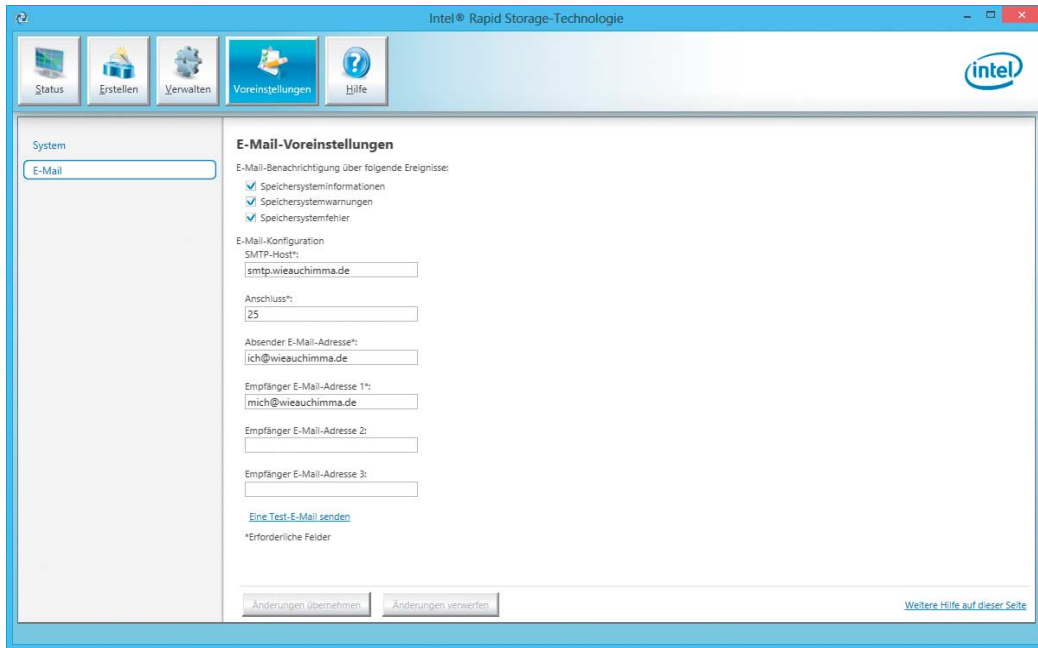 Intel® Rapid Storage-Technologie
Status
Erstellen
Verwalten
Voreinstellungen
Hilfe
intel
System
E-Mail
E-Mail-Voreinstellungen
E-Mail-Benachrichtigung über folgende Ereignisse:
Speichersysteminformationen
Speichersystemwarnungen
Speichersystemfehler
E-Mail-Konfiguration
SMTP-Host*:
smtp.wieauchimma.de
Anschluss*:
25
Absender E-Mail-Adresse*:
ich@wieauchimma.de
Empfänger E-Mail-Adresse 1*:
mich@wieauchimma.de
Empfänger E-Mail-Adresse 2:
Empfänger E-Mail-Adresse 3:
Eine Test-E-Mail senden
*Erforderliche Felder
Änderungen übernehmen
Änderungen verwerfen
Weitere Hilfe auf dieser Seite